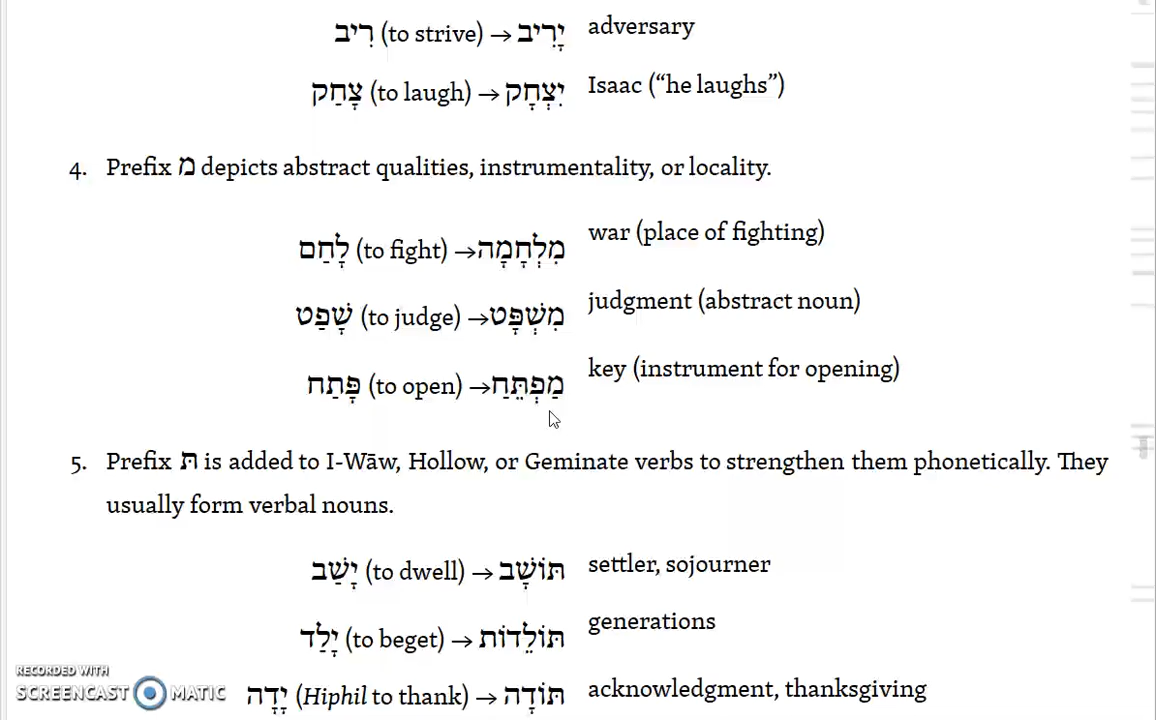 רִיב (to strive) → יָרִיב adversary
צָחַק (to laugh) → יִצְחָק Isaac (“he laughs”)
4. Prefix מ depicts abstract qualities, instrumentality, or locality.
לָחַם (to fight) →מִלְחָמָה war (place of fighting)
שָׁפַט (to judge) →מִשְׁפָּט judgment (abstract noun)
פָּתַח (to open) →מַפְתֵּחַ key (instrument for opening)
5. Prefix תּ is added to I-Wāw, Hollow, or Geminate verbs to strengthen them phonetically. They
usually form verbal nouns.
יָשַׁב (to dwell) → תּוֹשָׁב settler, sojourner
יָלַד (to beget) → תּוֹלֵדוֹת generations
יָדָה (Hiphil to thank) → תּוֹדָה acknowledgment, thanksgiving
RECORDED WITH
SCREENCAST MATIC